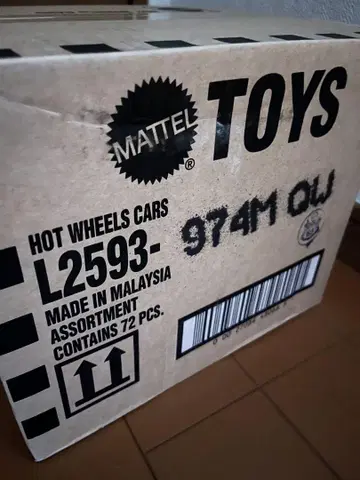 MATTEL® TOYS
HOT WHEELS CARS
L2593-
974M QW
MADE IN MALAYSIA
ASSORTMENT
CONTAINS 72 PCS.